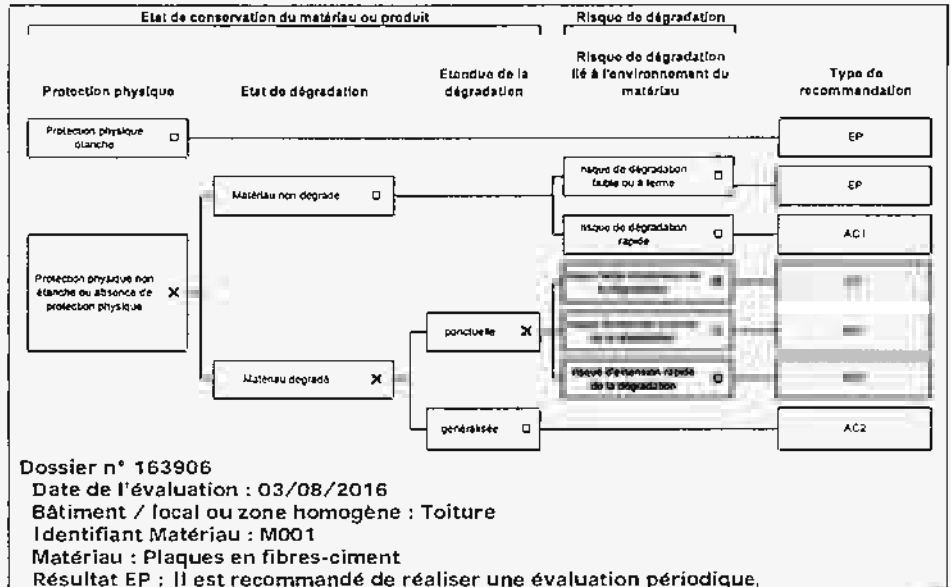 Etat de conservation du matériau ou produit
Risque de dégradation
Protection physique
Etat de dégradation
Étendue de la
dégradation
Risque de dégradation
lié à l'environnement du
matériau
Type de
recommandation
Protection physique
étanche
EP
Matériau non dégradé
risque de dégradation
faible ou à terme
EP
risque de dégradation
rapide
AC1
Protection physique non
étanche ou absence de
protection physique
ponctuelle
Matériau dégradé
risque d'extension rapide
de la dégradation
généralisée
AC2
Dossier n° 163906
Date de l'évaluation : 03/08/2016
Bâtiment / local ou zone homogène : Toiture
Identifiant Matériau : M001
Matériau : Plaques en fibres-ciment
Résultat EP : Il est recommandé de réaliser une évaluation périodique,